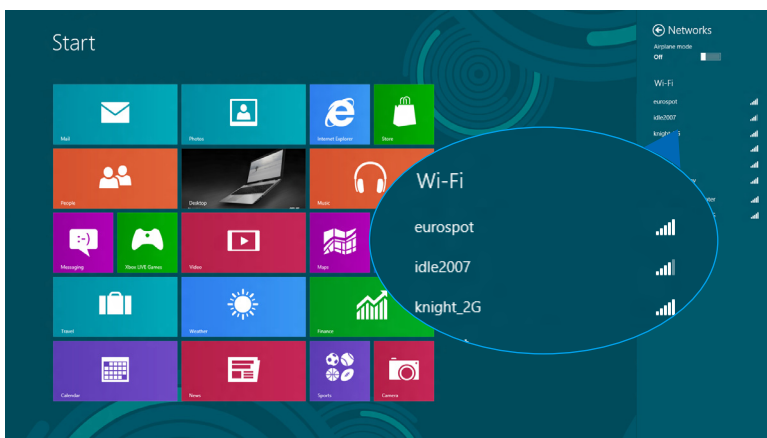 Start
Mail
Photos
Internet Explorer
Store
People
Desktop
Music
Messaging
:-)
Xbox LIVE Games
Video
Maps
Travel
Weather
Finance
Calendar
News
Sports
Camera
Networks
Airplane mode
Off
Wi-Fi
eurospot
idle2007
Wi-Fi
eurospot
idle2007
knight_2G